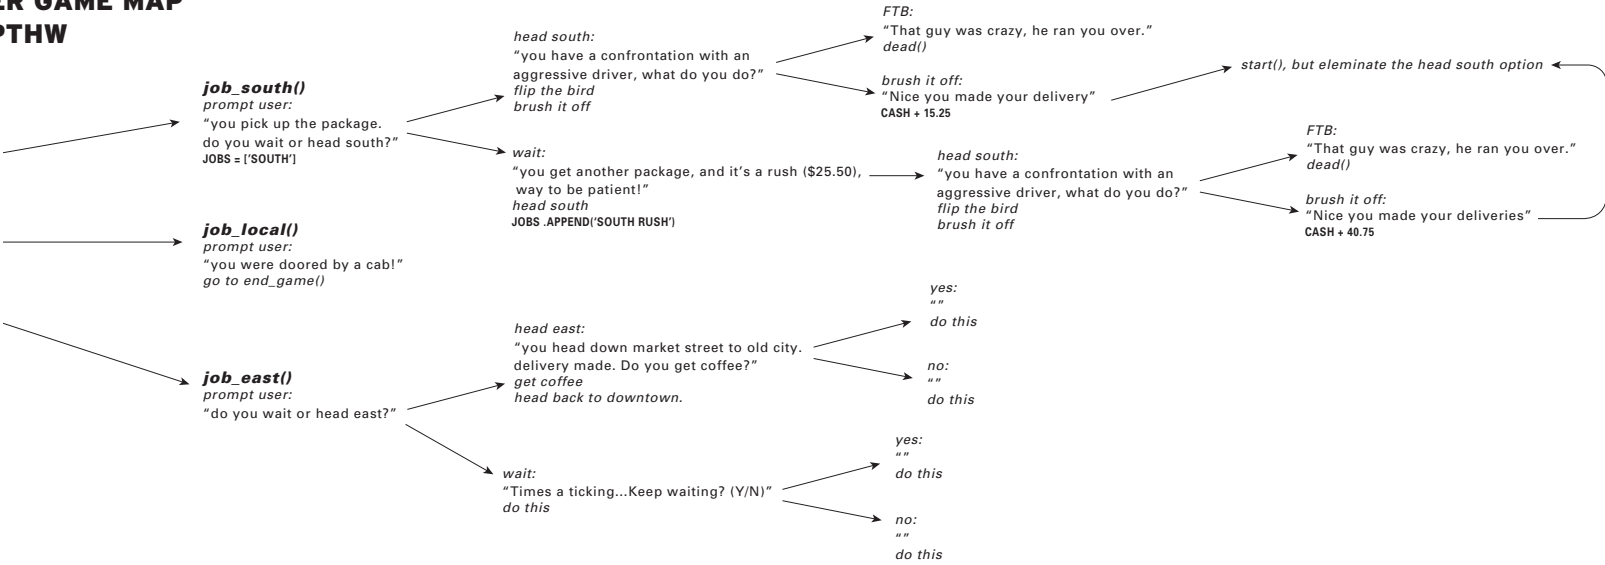 ER GAME MAP
PTHW
job_south()
prompt user:
“you pick up the package.
do you wait or head south?”
JOBS = ['SOUTH']
head south:
“you have a confrontation with an
aggressive driver, what do you do?”
flip the bird
brush it off
FTB:
“That guy was crazy, he ran you over.”
dead()
brush it off:
“Nice you made your delivery”
CASH + 15.25
start(), but eleminate the head south option
wait:
“you get another package, and it’s a rush ($25.50),
way to be patient!”
head south
JOBS .APPEND(‘SOUTH RUSH’)
head south:
“you have a confrontation with an
aggressive driver, what do you do?”
flip the bird
brush it off
FTB:
“That guy was crazy, he ran you over.”
dead()
brush it off:
“Nice you made your deliveries”
CASH + 40.75
job_local()
prompt user:
“you were doored by a cab!”
go to end_game()
job_east()
prompt user:
“do you wait or head east?”
head east:
“you head down market street to old city.
delivery made. Do you get coffee?”
get coffee
head back to downtown.
yes:
“”
do this
no:
“”
do this
wait:
“Times a ticking...Keep waiting? (Y/N)”
do this
yes:
“”
do this
no:
“”
do this